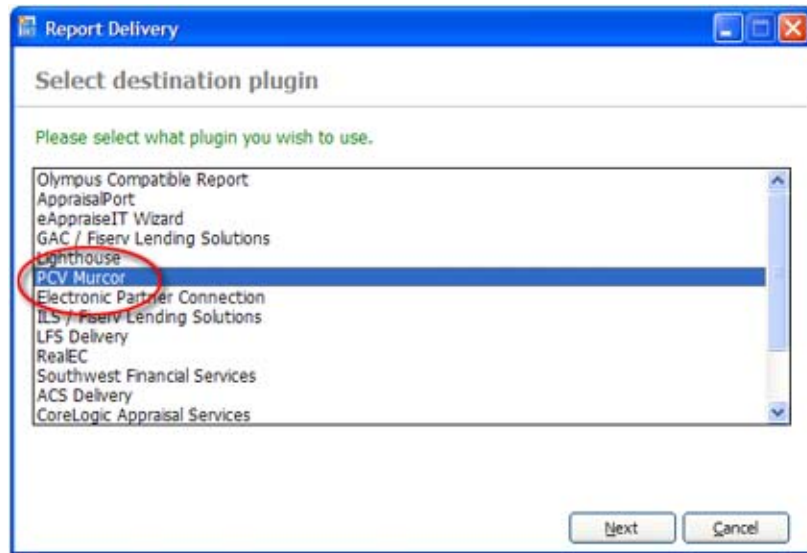 Report Delivery
Select destination plugin
Please select what plugin you wish to use.
Olympus Compatible Report
AppraisalPort
eAppraiseIT Wizard
GAC / Fiserv Lending Solutions
Lighthouse
PCV Murcor
Electronic Partner Connection
ILS / Fiserv Lending Solutions
LFS Delivery
RealEC
Southwest Financial Services
ACS Delivery
CoreLogic Appraisal Services
Next Cancel